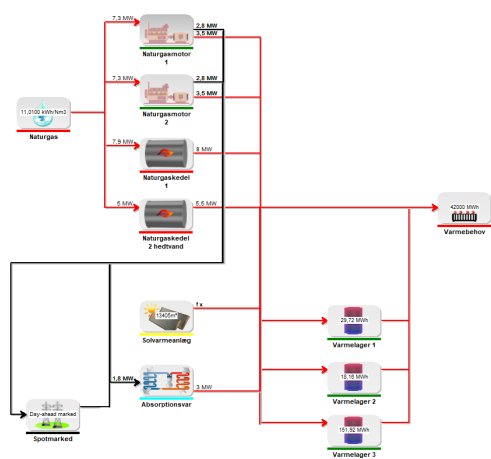 7,3 MW
2,8 MW
3,5 MW
Naturgasmotor
1
7,3 MW
2,8 MW
3,5 MW
Naturgasmotor
2
11,0100 kWh/Nm3
Naturgas
7,9 MW
8 MW
Naturgaskedel
1
5 MW
5,5 MW
Naturgaskedel
2 hedtvand
42000 MWh
Varmebehov
f x
13405m²
Solvarmeanlæg
29,72 MWh
Varmelager 1
1,8 MW
3 MW
Absorptionsvar
18,16 MWh
Varmelager 2
Day-ahead marked
Spotmarked
151,92 MWh
Varmelager 3